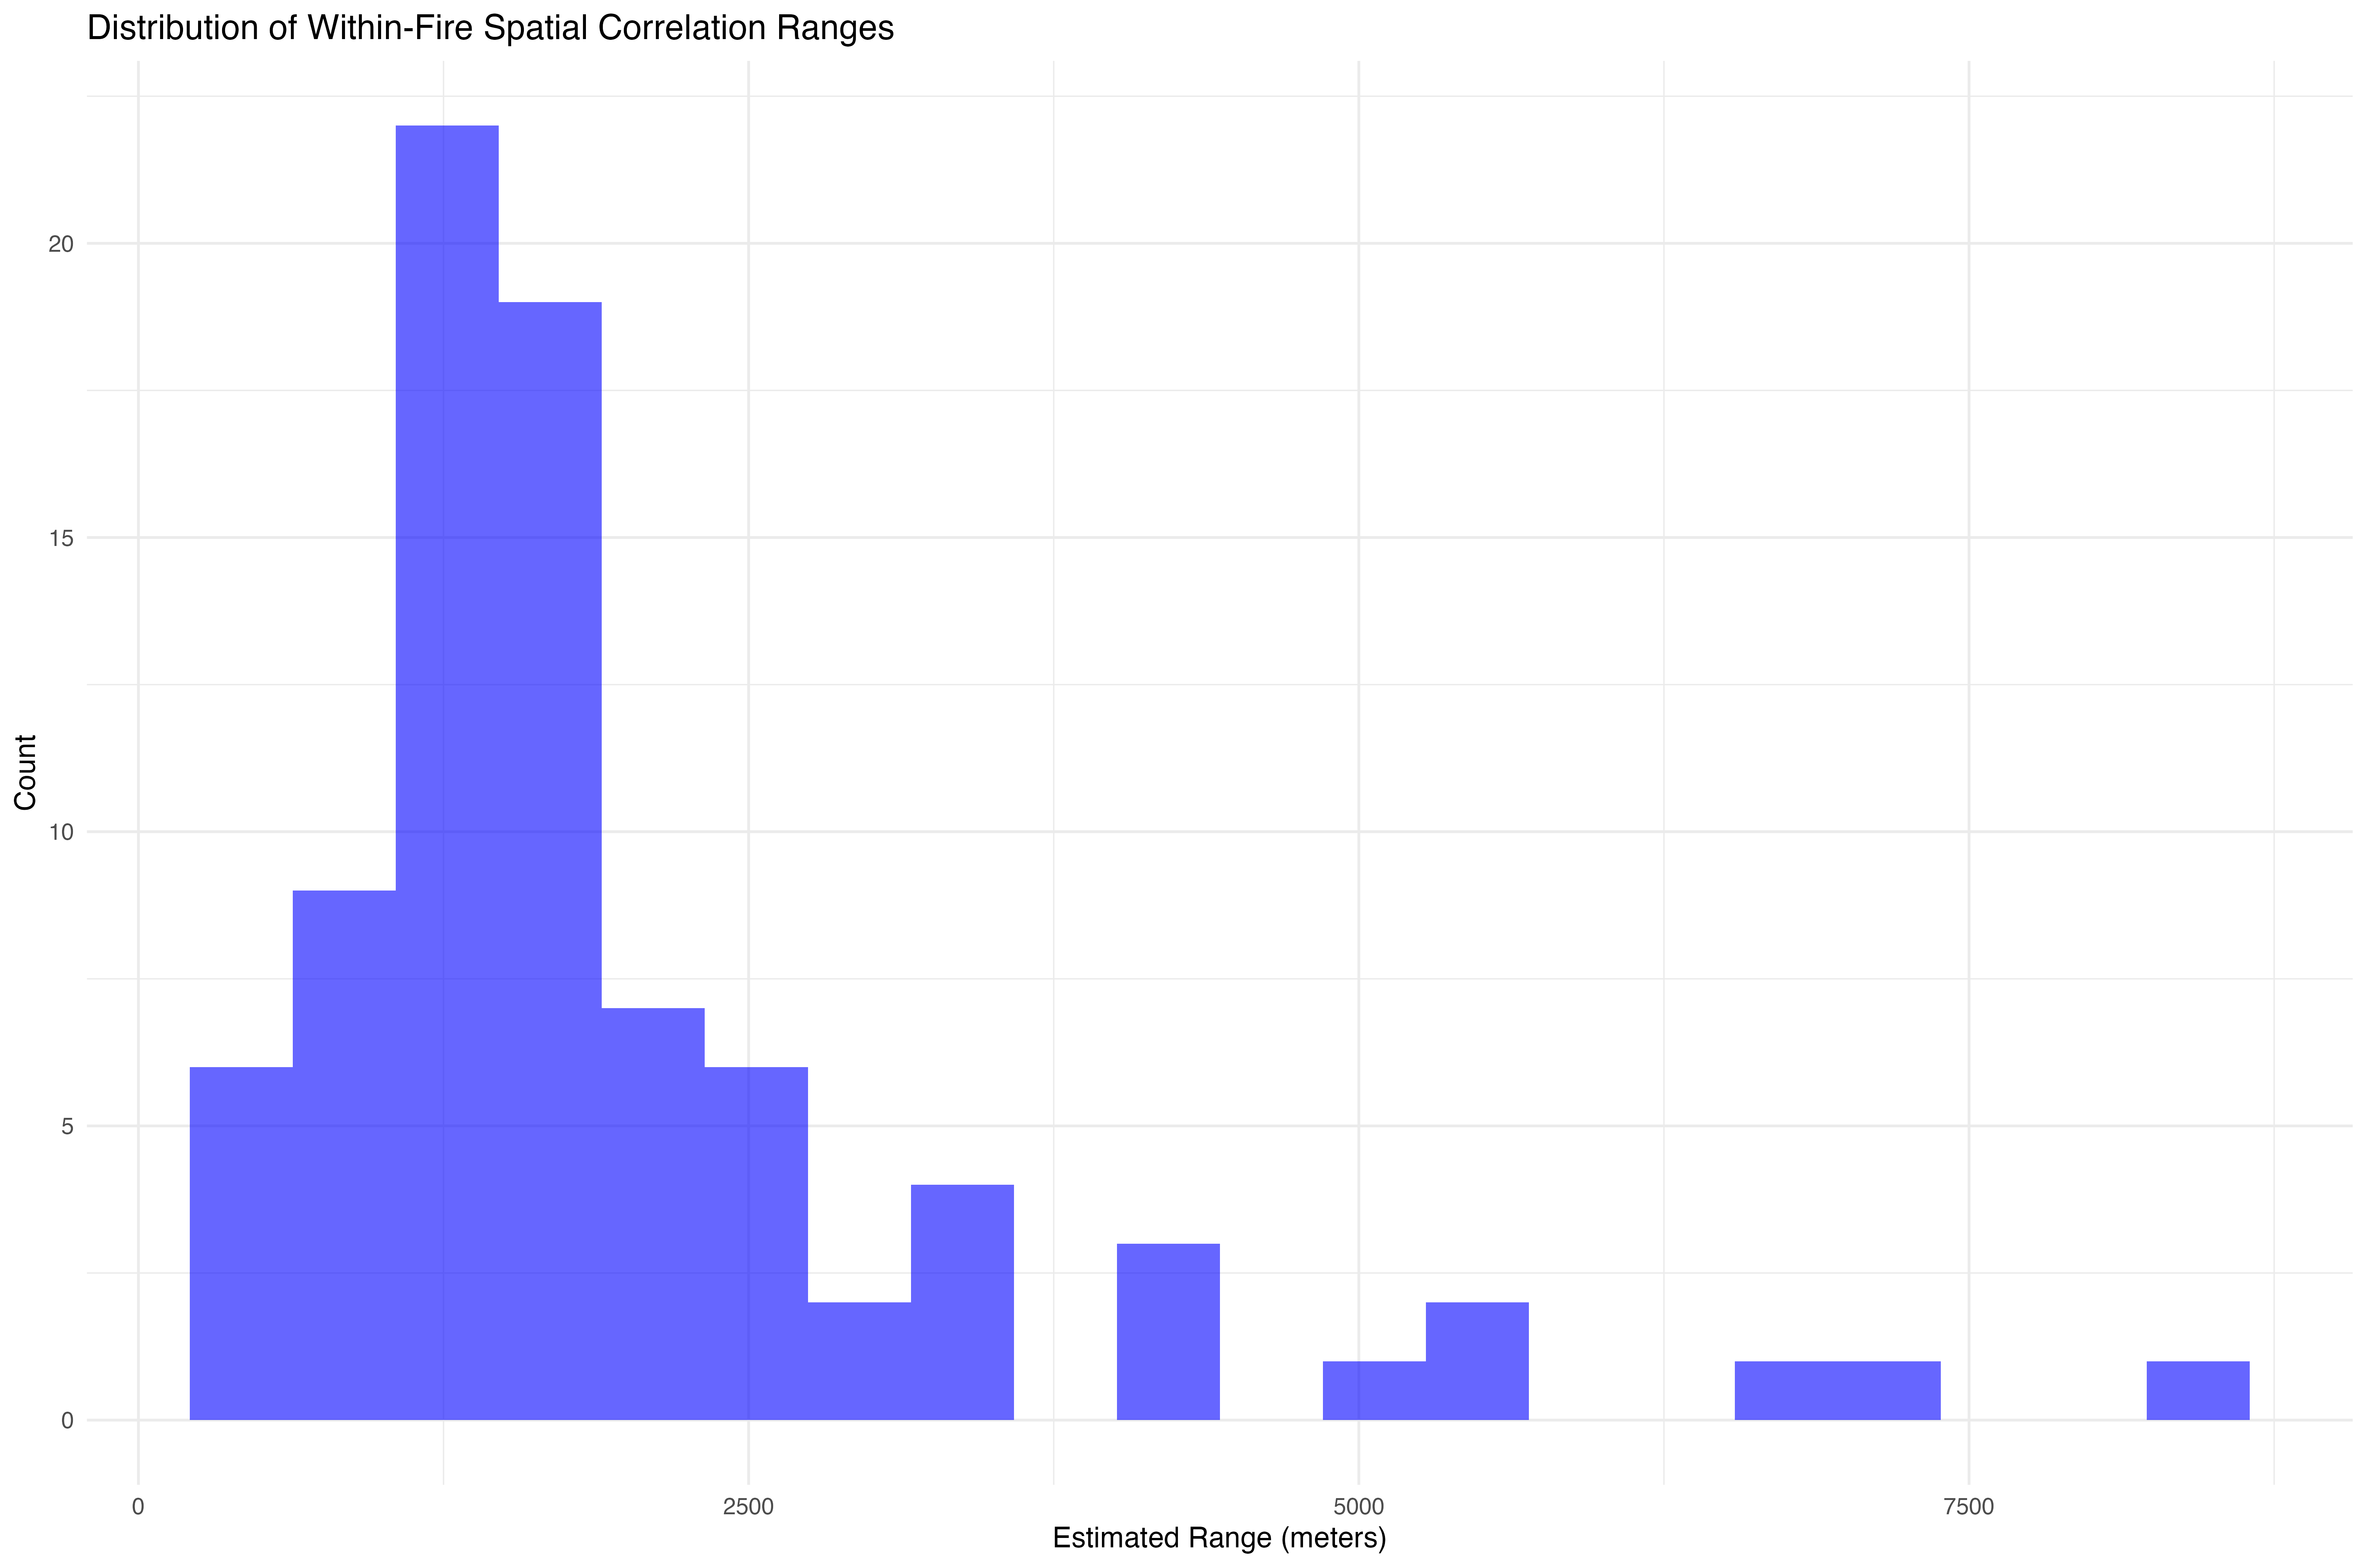 Distribution of Within-Fire Spatial Correlation Ranges
Count
20
15
10
5
0
0 2500 5000 7500
Estimated Range (meters)